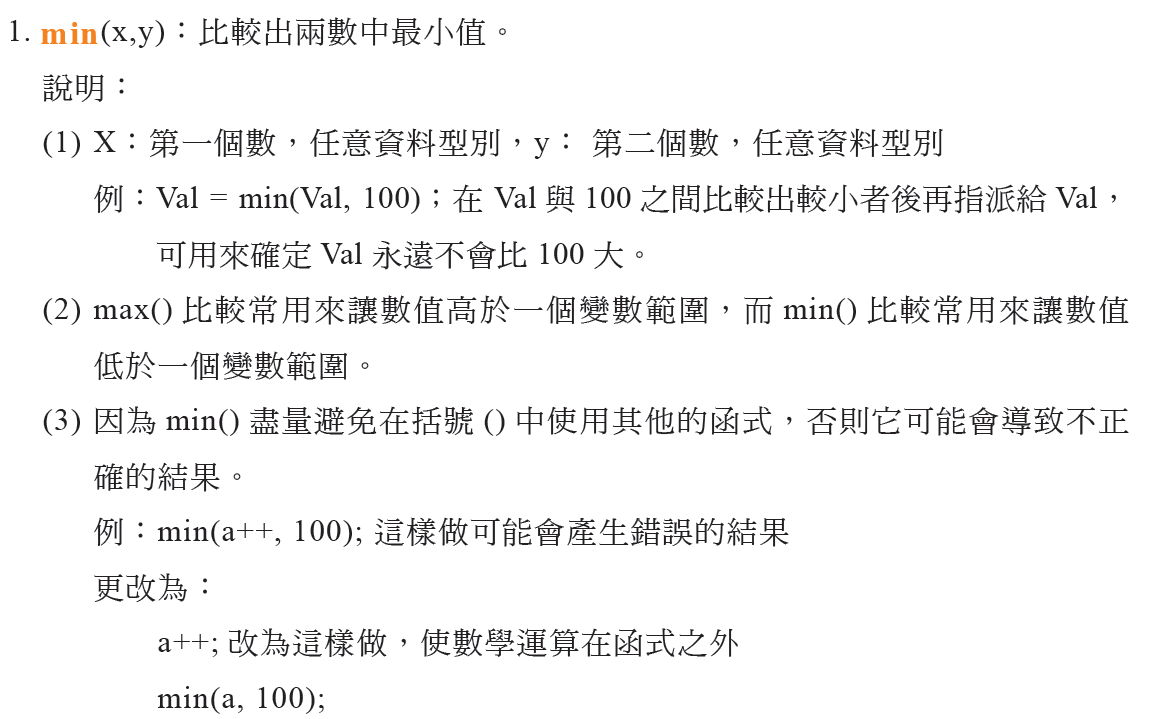 1. min(x,y)：比較出兩數中最小值。
說明：
(1) X：第一個數，任意資料型別，y： 第二個數，任意資料型別
例：Val = min(Val, 100)；在 Val 與 100 之間比較出較小者後再指派給 Val，
可用來確定 Val 永遠不會比 100 大。
(2) max() 比較常用來讓數值高於一個變數範圍，而 min() 比較常用來讓數值
低於一個變數範圍。
(3) 因為 min() 盡量避免在括號 () 中使用其他的函式，否則它可能會導致不正
確的結果。
例：min(a++, 100); 這樣做可能會產生錯誤的結果
更改為：
a++; 改為這樣做，使數學運算在函式之外
min(a, 100);